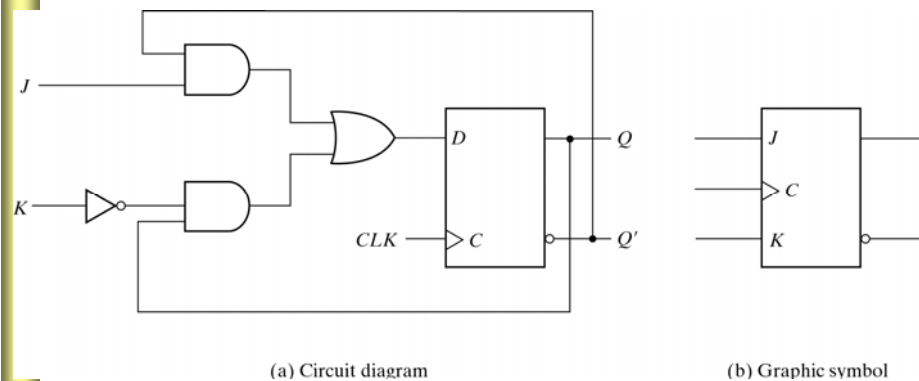 J
K
D
Q
CLK
C
Q'
J
C
K
(a) Circuit diagram
(b) Graphic symbol